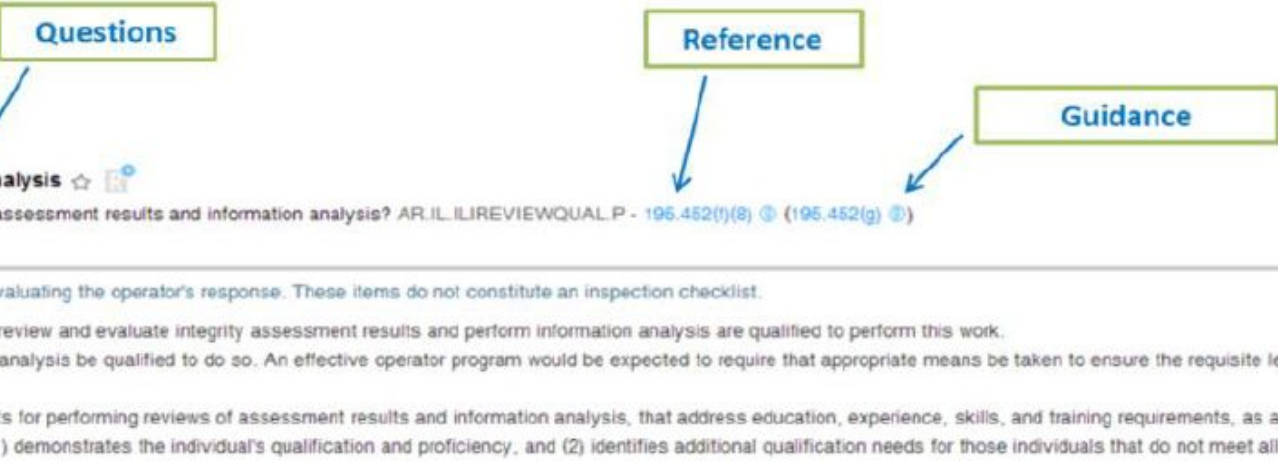 Questions
Reference
Guidance
alysis
assessment results and information analysis? AR.IL.ILIREVIEWQUAL.P - 195.452(f)(8) (195.452(g) )
valuating the operator's response. These items do not constitute an inspection checklist.
review and evaluate integrity assessment results and perform information analysis are qualified to perform this work.
analysis be qualified to do so. An effective operator program would be expected to require that appropriate means be taken to ensure the requisite le
s for performing reviews of assessment results and information analysis, that address education, experience, skills, and training requirements, as a
) demonstrates the individual's qualification and proficiency, and (2) identifies additional qualification needs for those individuals that do not meet all